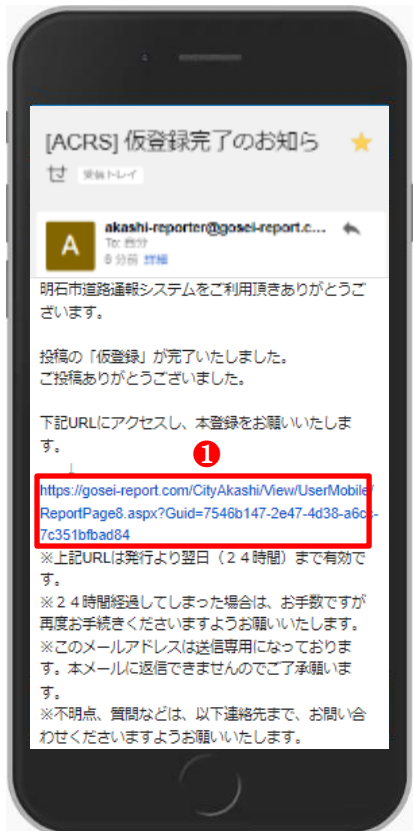 [ACRS] 仮登録完了のお知ら
せ 受信トレイ
A
akashi-reporter@gosei-report.c...
To: 自分
8 分前 詳細
明石市道路通報システムをご利用頂きありがとうご
ざいます。
投稿の「仮登録」が完了いたしました。
ご投稿ありがとうございました。
下記URLにアクセスし、本登録をお願いいたしま
す。
❶
↓
https://gosei-report.com/CityAkashi/View/UserMobile/
ReportPage8.aspx?Guid=7546b147-2e47-4d38-a6cc-
7c351bfbad84
※上記URLは発行より翌日（２４時間）まで有効で
す。
※２４時間経過してしまった場合は、お手数ですが
再度お手続きくださいますようお願いいたします。
※このメールアドレスは送信専用になっておりま
す。本メールに返信できませんのでご了承願いま
す。
※不明点、質問などは、以下連絡先まで、お問い合
わせくださいますようお願いいたします。